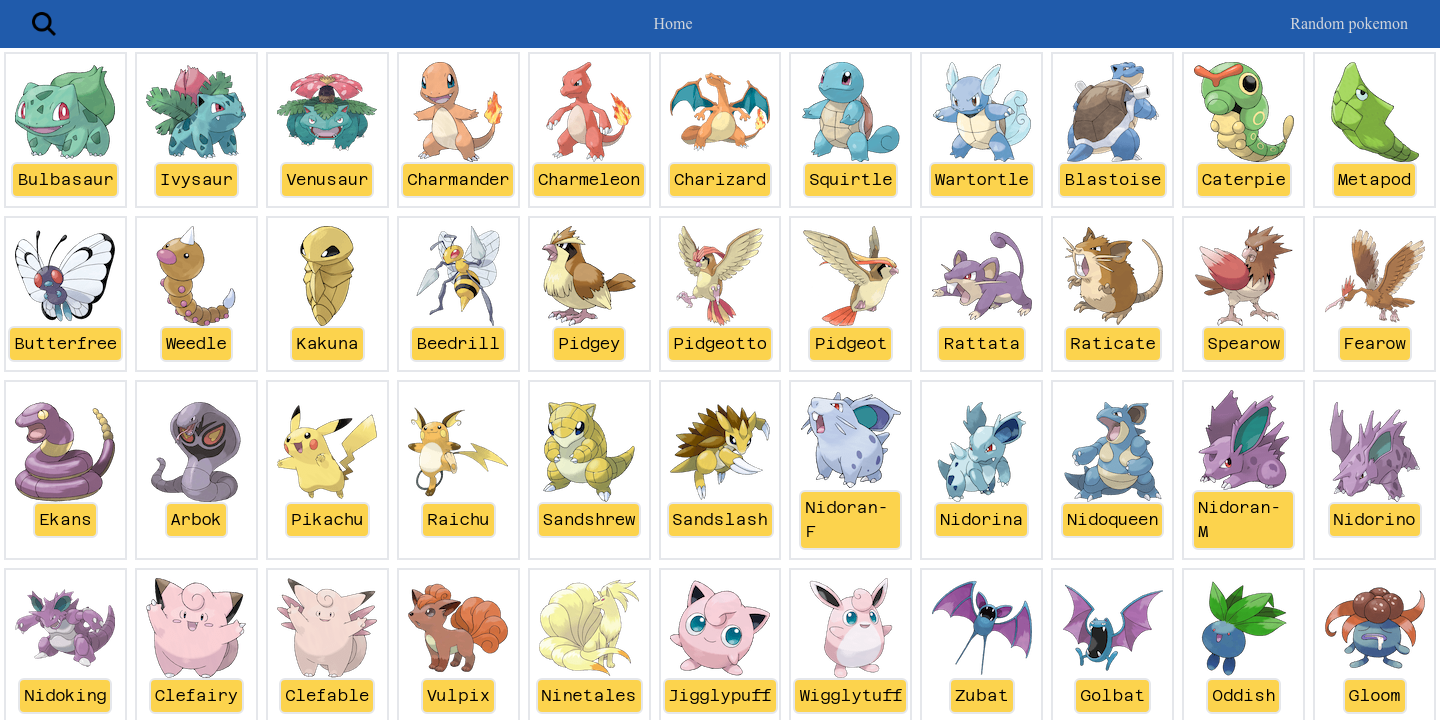 Home
Random pokemon
Bulbasaur
Ivysaur
Venusaur
Charmander
Charmeleon
Charizard
Squirtle
Wartortle
Blastoise
Caterpie
Metapod
Butterfree
Weedle
Kakuna
Beedrill
Pidgey
Pidgeotto
Pidgeot
Rattata
Raticate
Spearow
Fearow
Ekans
Arbok
Pikachu
Raichu
Sandshrew
Sandslash
Nidoran-
F
Nidorina
Nidoqueen
Nidoran-
M
Nidorino
Nidoking
Clefairy
Clefable
Vulpix
Ninetales
Jigglypuff
Wigglytuff
Zubat
Golbat
Oddish
Gloom